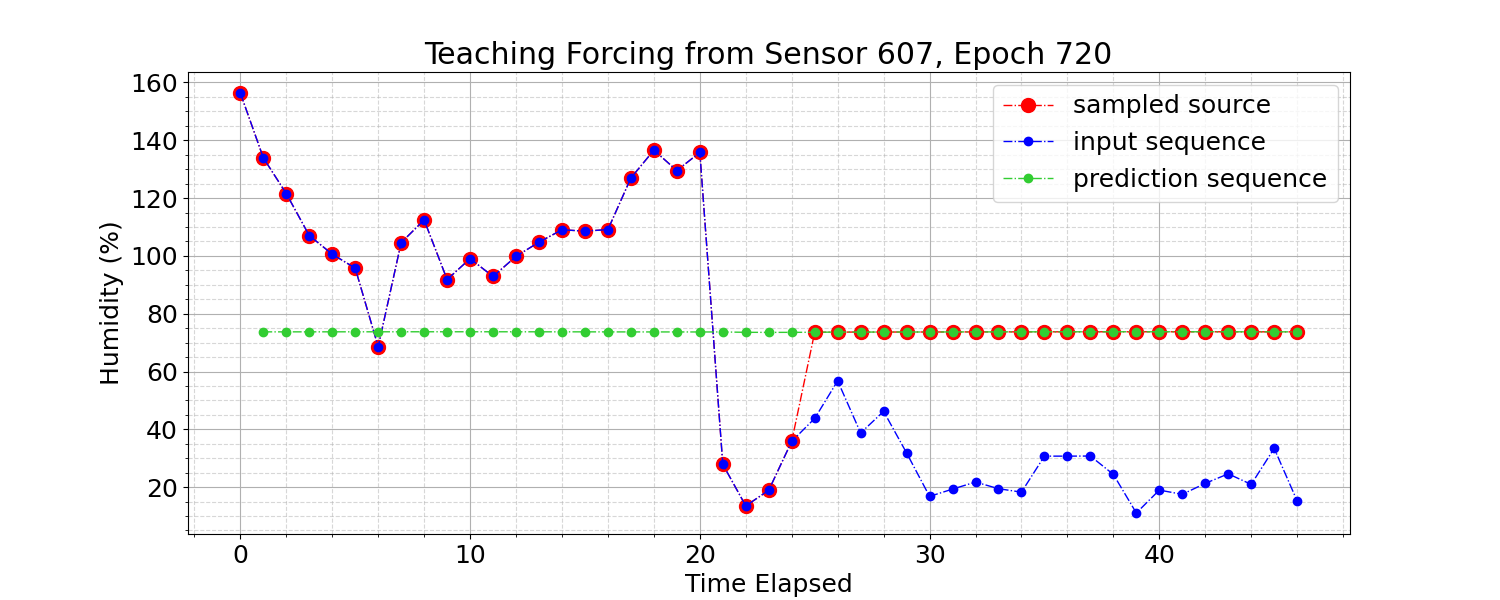 Teaching Forcing from Sensor 607, Epoch 720
160
140
120
100
80
60
40
20
Humidity (%)
sampled source
input sequence
prediction sequence
0 10 20 30 40
Time Elapsed